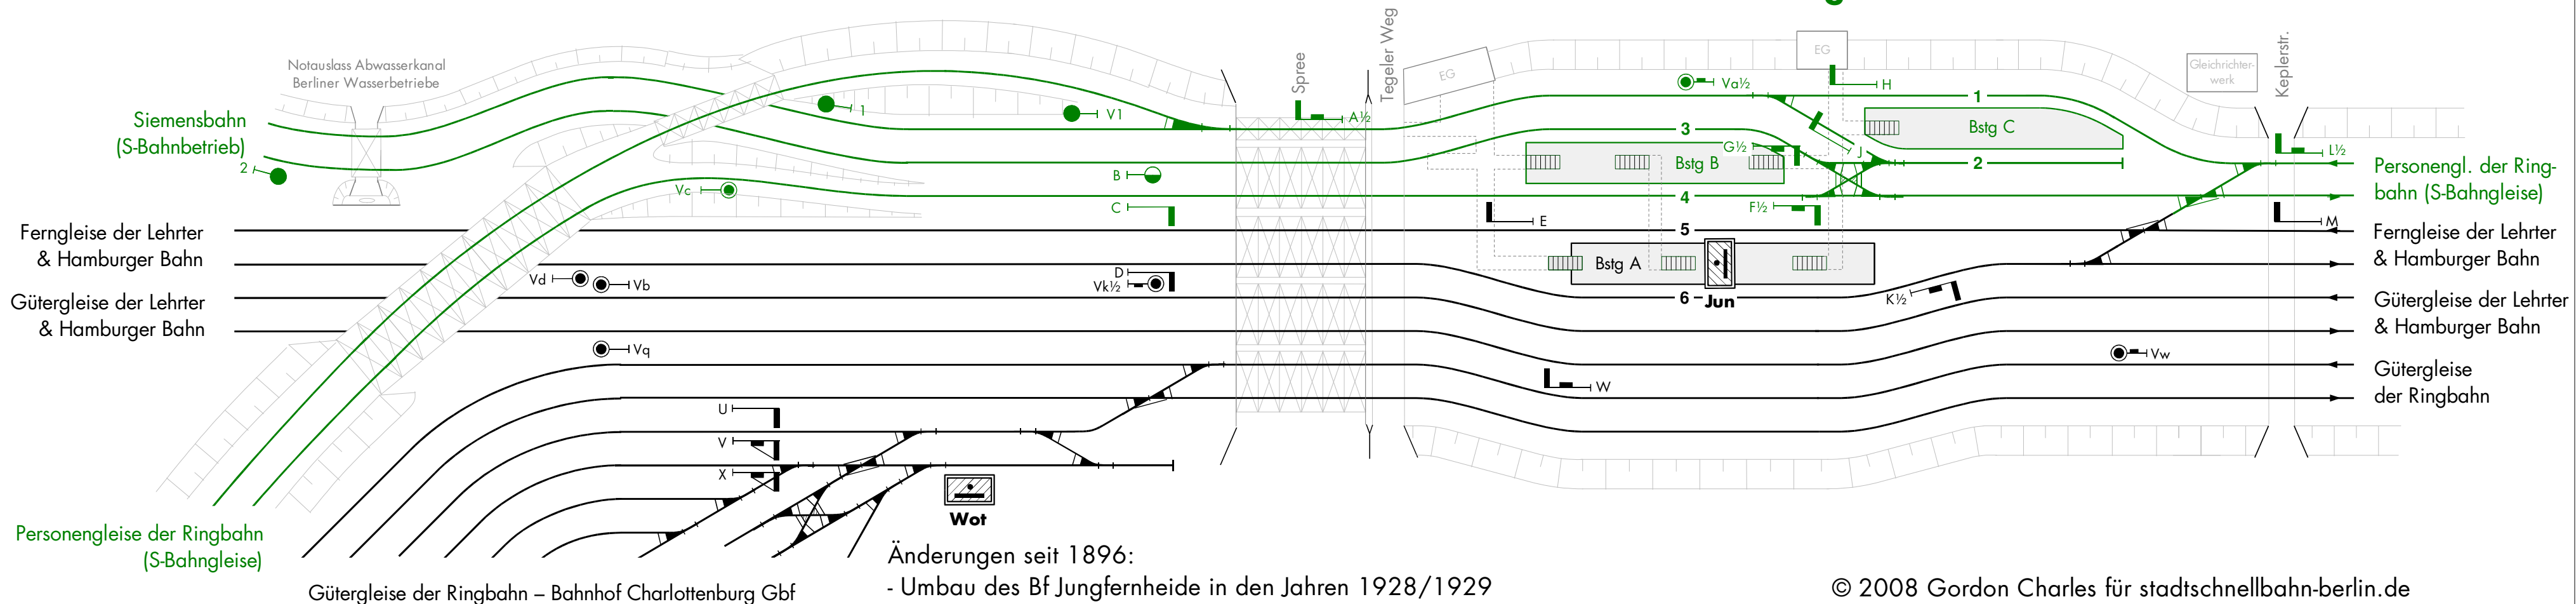 Notauslass Abwasserkanal
Berliner Wasserbetriebe
Siemensbahn
(S-Bahnbetrieb)
1
2
V1
Vc
B
C
Spree
Tegeler Weg
A½
EG
EG
Va½
H
1
3
Bstg C
G½
J
Bstg B
2
4
F½
E
5
Bstg A
Jun
6
K½
Gleichrichter-
werk
Keplerstr.
L½
M
Personengl. der Ring-
bahn (S-Bahngleise)
Ferngleise der Lehrter
& Hamburger Bahn
Ferngleise der Lehrter
& Hamburger Bahn
Vd
Vb
D
Vk½
Gütergleise der Lehrter
& Hamburger Bahn
Gütergleise der Lehrter
& Hamburger Bahn
Vq
W
Vw
Gütergleise
der Ringbahn
U
V
X
Wot
Personengleise der Ringbahn
(S-Bahngleise)
Gütergleise der Ringbahn – Bahnhof Charlottenburg Gbf
Änderungen seit 1896:
- Umbau des Bf Jungfernheide in den Jahren 1928/1929
© 2008 Gordon Charles für stadtschnellbahn-berlin.de